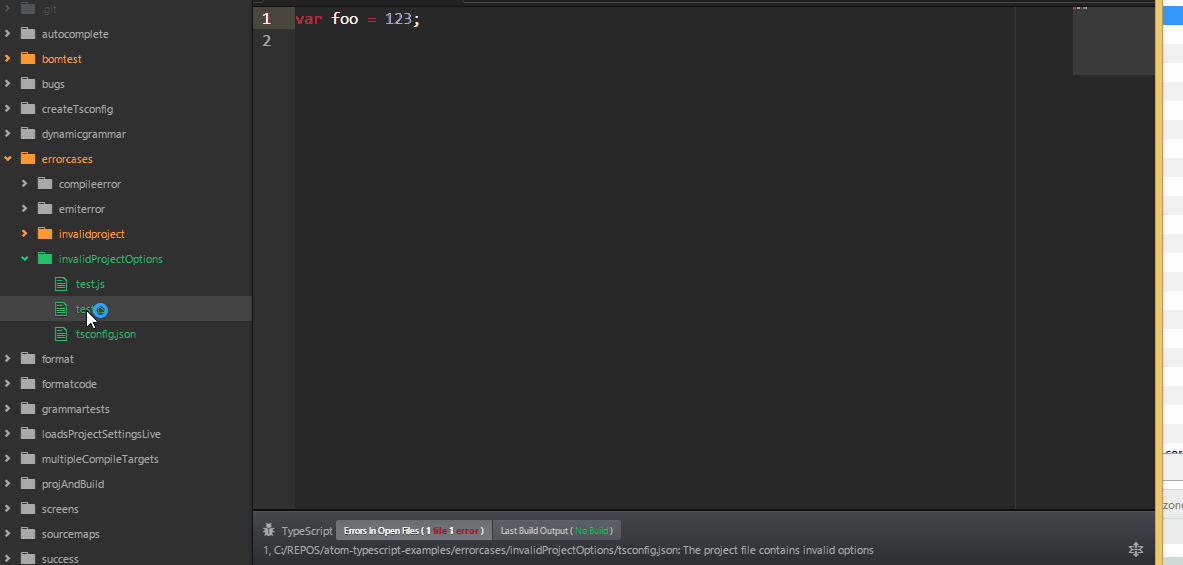 .git
autocomplete
bomtest
bugs
createTsconfig
dynamicgrammar
errorcases
compileerror
emiterror
invalidproject
invalidProjectOptions
test.js
test.ts
tsconfig.json
format
formatcode
grammartests
loadsProjectSettingsLive
multipleCompileTargets
projAndBuild
screens
sourcemaps
success
1 var foo = 123;
2
TypeScript Errors In Open Files ( 1 file 1 error ) Last Build Output ( No Build )
1, C:/REPOS/atom-typescript-examples/errorcases/invalidProjectOptions/tsconfig.json: The project file contains invalid options